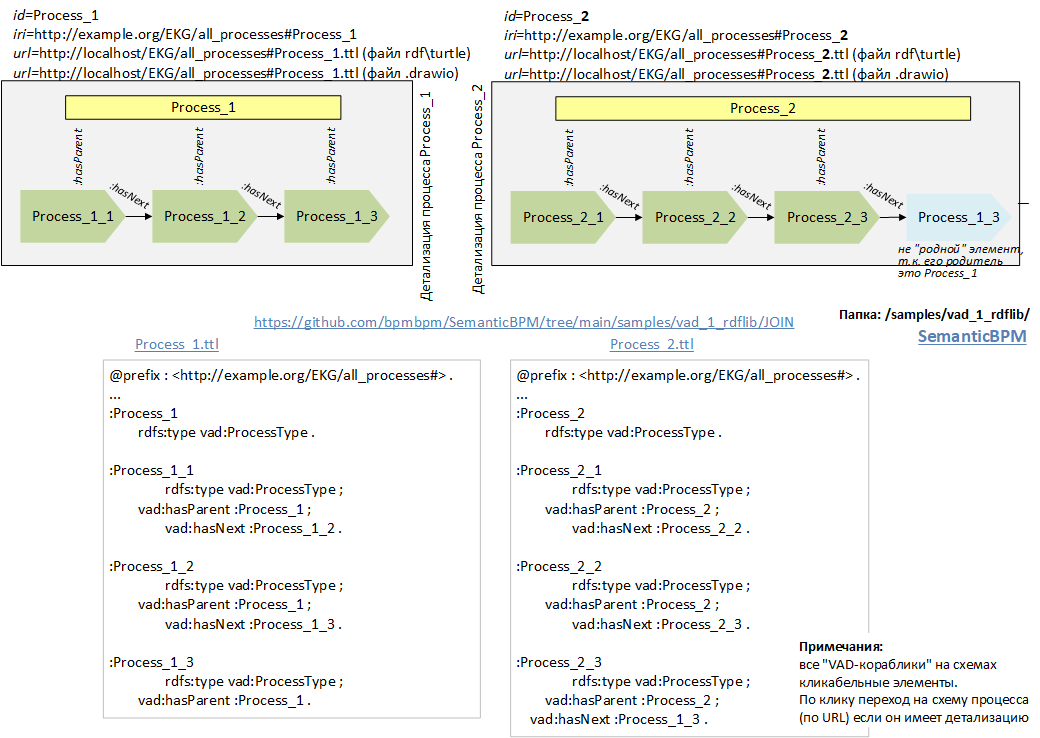 id=Process_1
iri=http://example.org/EKG/all_processes#Process_1
url=http://localhost/EKG/all_processes#Process_1.ttl (файл rdf\turtle)
url=http://localhost/EKG/all_processes#Process_1.ttl (файл .drawio)
Process_1
:hasParent
:hasParent
:hasParent
:hasNext
:hasNext
Process_1_1
Process_1_2
Process_1_3
Детализация процесса Process_1
id=Process_2
iri=http://example.org/EKG/all_processes#Process_2
url=http://localhost/EKG/all_processes#Process_2.ttl (файл rdf\turtle)
url=http://localhost/EKG/all_processes#Process_2.ttl (файл .drawio)
Детализация процесса Process_2
Process_2
:hasParent
:hasParent
:hasParent
:hasNext
:hasNext
:hasNext
Process_2_1
Process_2_2
Process_2_3
Process_1_3
не "родной" элемент,
т.к. его родитель
это Process_1
Папка: /samples/vad_1_rdflib/
SemanticBPM
https://github.com/bpmbpm/SemanticBPM/tree/main/samples/vad_1_rdflib/JOIN
Process_1.ttl
@prefix : <http://example.org/EKG/all_processes#> .
...
:Process_1
rdfs:type vad:ProcessType .
:Process_1_1
rdfs:type vad:ProcessType ;
vad:hasParent :Process_1 ;
vad:hasNext :Process_1_2 .
:Process_1_2
rdfs:type vad:ProcessType ;
vad:hasParent :Process_1 ;
vad:hasNext :Process_1_3 .
:Process_1_3
rdfs:type vad:ProcessType ;
vad:hasParent :Process_1 .
Process_2.ttl
@prefix : <http://example.org/EKG/all_processes#> .
...
:Process_2
rdfs:type vad:ProcessType .
:Process_2_1
rdfs:type vad:ProcessType ;
vad:hasParent :Process_2 ;
vad:hasNext :Process_2_2 .
:Process_2_2
rdfs:type vad:ProcessType ;
vad:hasParent :Process_2 ;
vad:hasNext :Process_2_3 .
:Process_2_3
rdfs:type vad:ProcessType ;
vad:hasParent :Process_2 ;
vad:hasNext :Process_1_3 .
Примечания:
все "VAD-кораблики" на схемах
кликабельные элементы.
По клику переход на схему процесса
(по URL) если он имеет детализацию